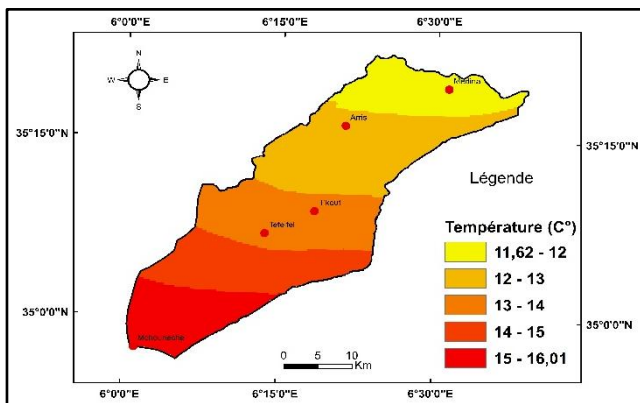 6°0'0"E 6°15'0"E 6°30'0"E
N
W E
S
Medina
35°15'0"N 35°15'0"N
Arris
Légende
Température (C°)
11,62 - 12
12 - 13
T'kout
13 - 14
Tefelfel
14 - 15
35°0'0"N 35°0'0"N
15 - 16,01
0 5 10
Km
6°0'0"E 6°15'0"E 6°30'0"E